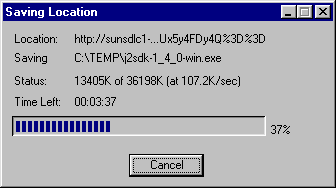 Saving Location
Location: http://sunsdlc1-...Ux5y4FDy4Q%3D%3D
Saving C:\TEMP\j2sdk-1_4_0-win.exe
Status: 13405K of 36198K (at 107.2K/sec)
Time Left: 00:03:37
37%
Cancel